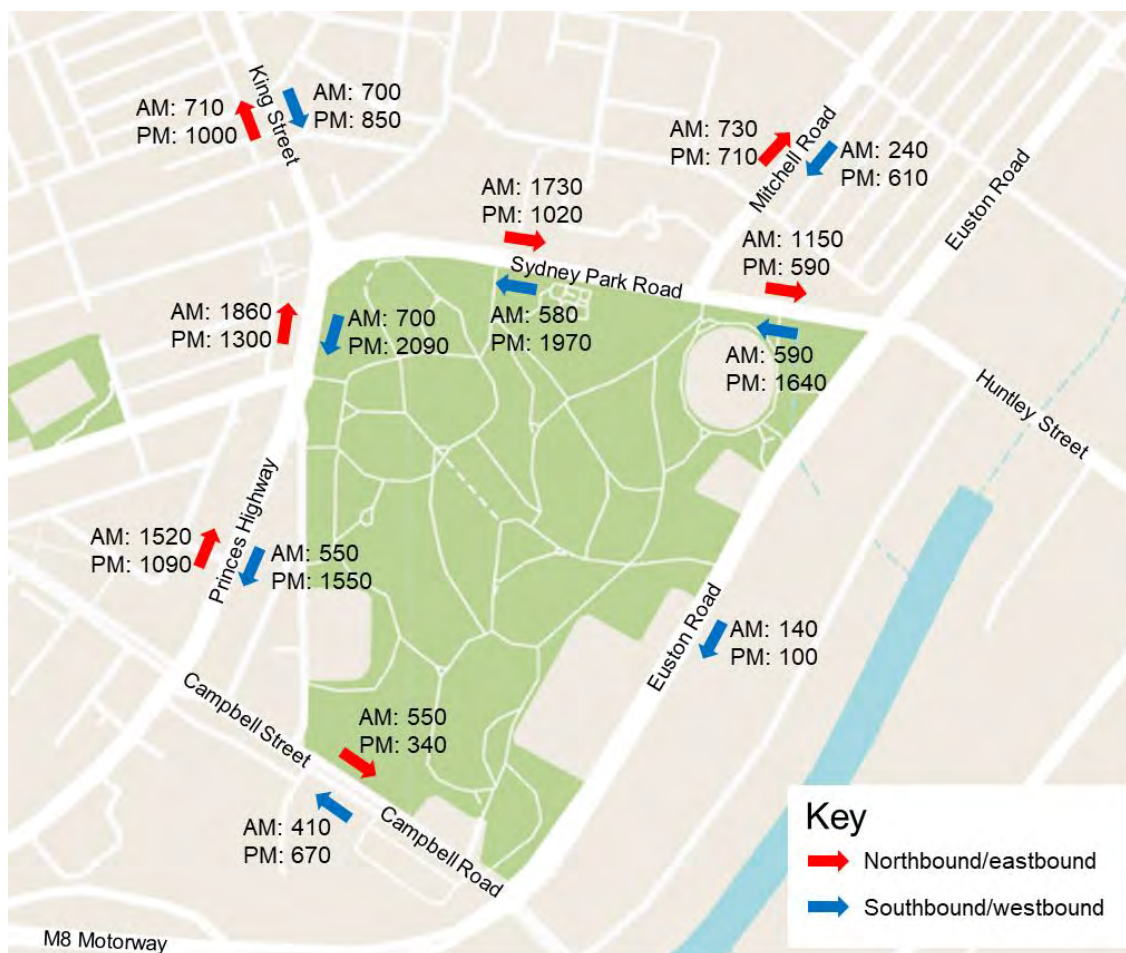 King Street
AM: 710
PM: 1000
AM: 700
PM: 850
AM: 730
PM: 710
Mitchell Road
AM: 240
PM: 610
Euston Road
AM: 1730
PM: 1020
Sydney Park Road
AM: 1150
PM: 590
AM: 1860
PM: 1300
AM: 700
PM: 2090
AM: 580
PM: 1970
AM: 590
PM: 1640
Huntley Street
Princes Highway
AM: 1520
PM: 1090
AM: 550
PM: 1550
Euston Road
AM: 140
PM: 100
Campbell Street
AM: 550
PM: 340
AM: 410
PM: 670
Campbell Road
M8 Motorway
Key
Northbound/eastbound
Southbound/westbound